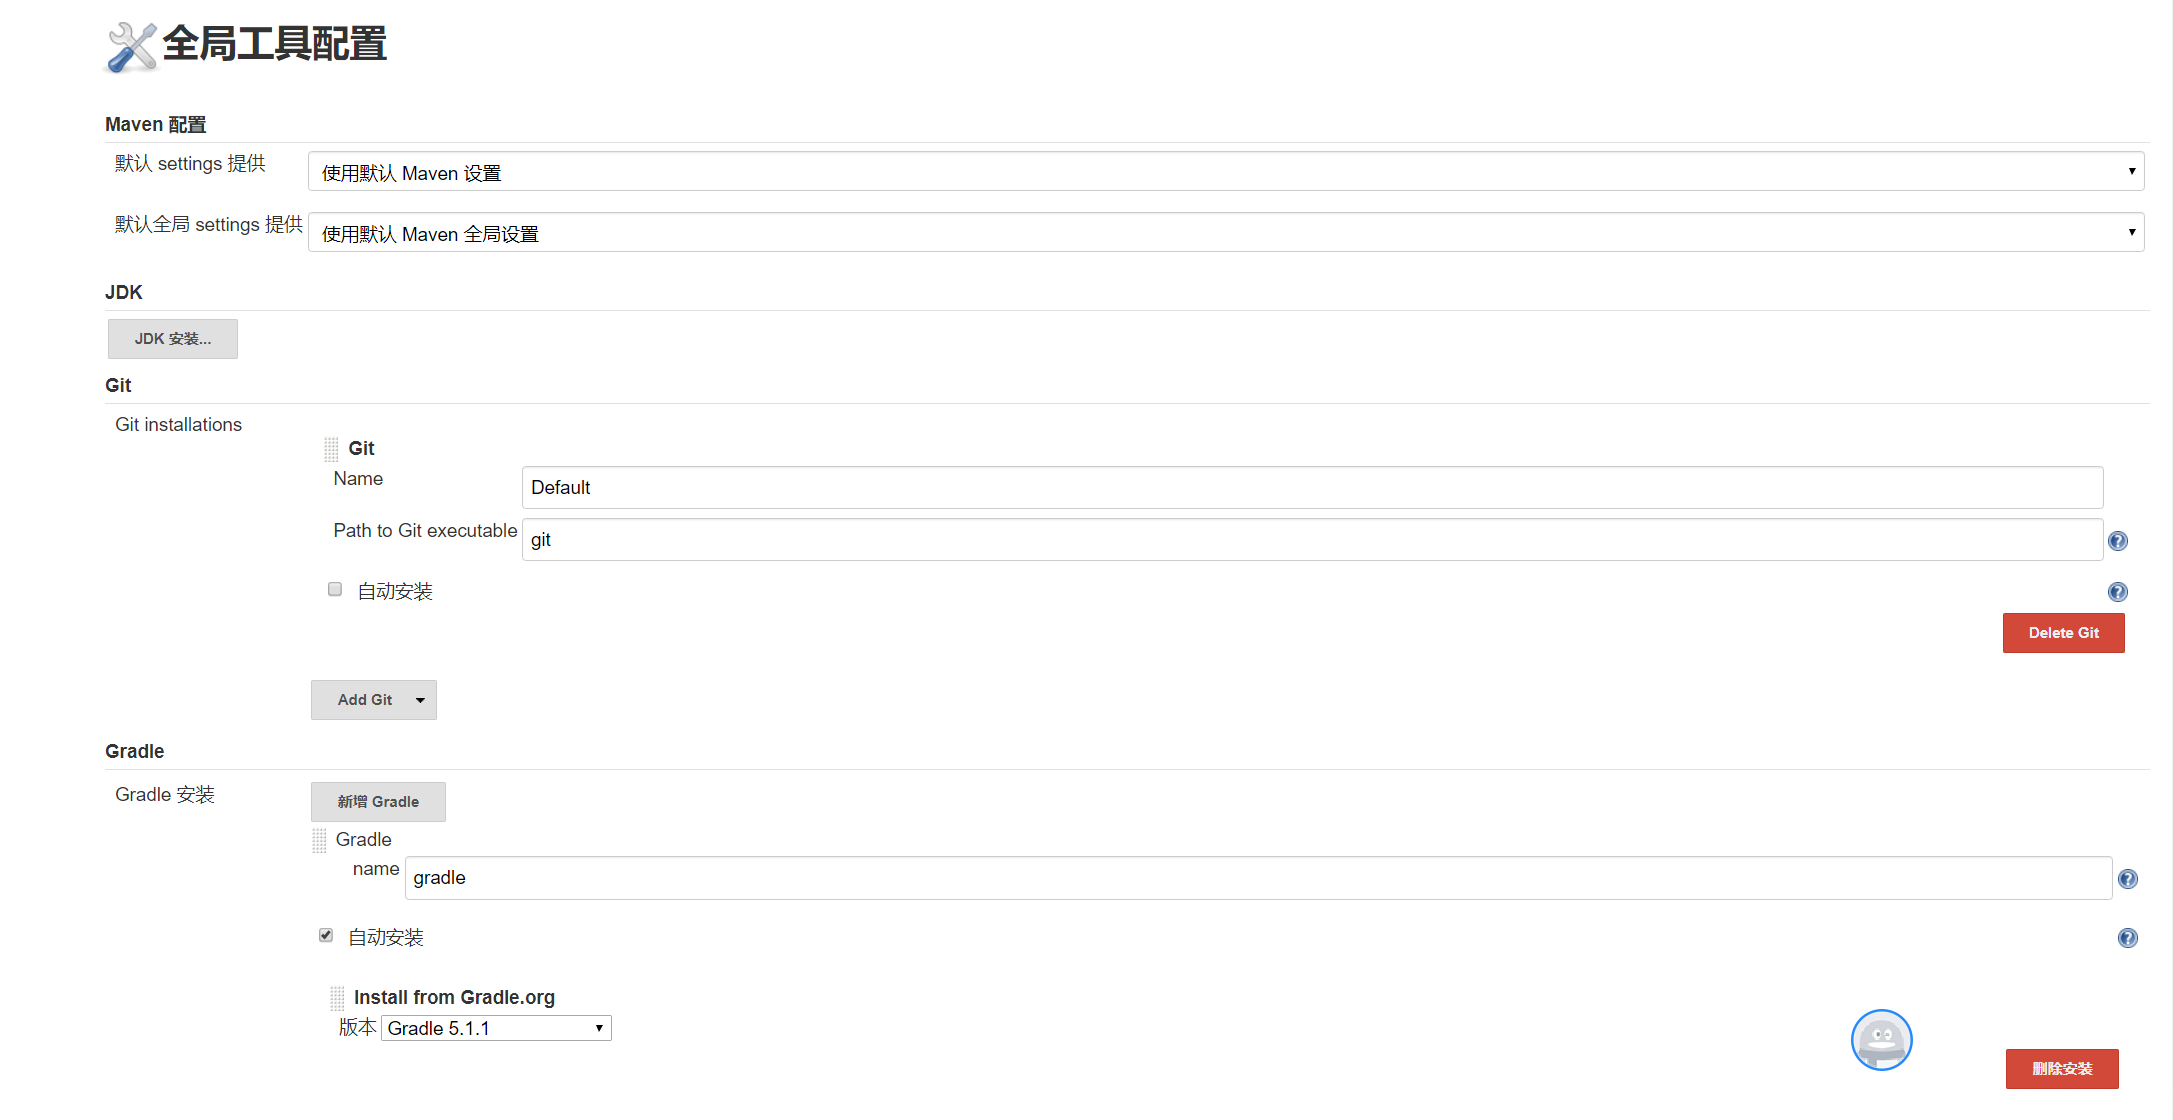 全局工具配置
Maven 配置
默认 settings 提供
使用默认 Maven 设置
默认全局 settings 提供
使用默认 Maven 全局设置
JDK
JDK 安装...
Git
Git installations
Git
Name
Default
Path to Git executable
git
自动安装
Delete Git
Add Git
Gradle
Gradle 安装
新增 Gradle
Gradle
name
gradle
自动安装
Install from Gradle.org
版本
Gradle 5.1.1
删除安装